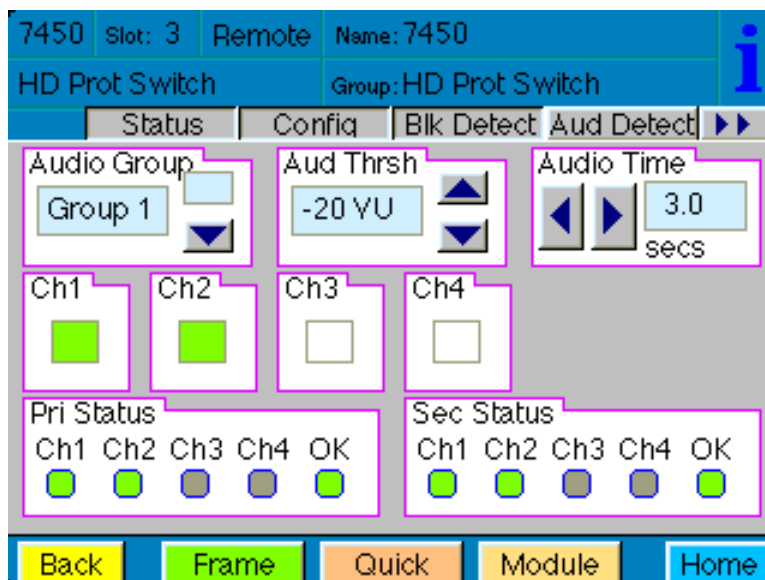 7450 Slot: 3 Remote Name: 7450
HD Prot Switch Group: HD Prot Switch
Status Config Blk Detect Aud Detect
Audio Group Aud Thrsh Audio Time
Group 1 -20 VU 3.0
secs
Ch1 Ch2 Ch3 Ch4
Pri Status Sec Status
Ch1 Ch2 Ch3 Ch4 OK Ch1 Ch2 Ch3 Ch4 OK
Back Frame Quick Module Home